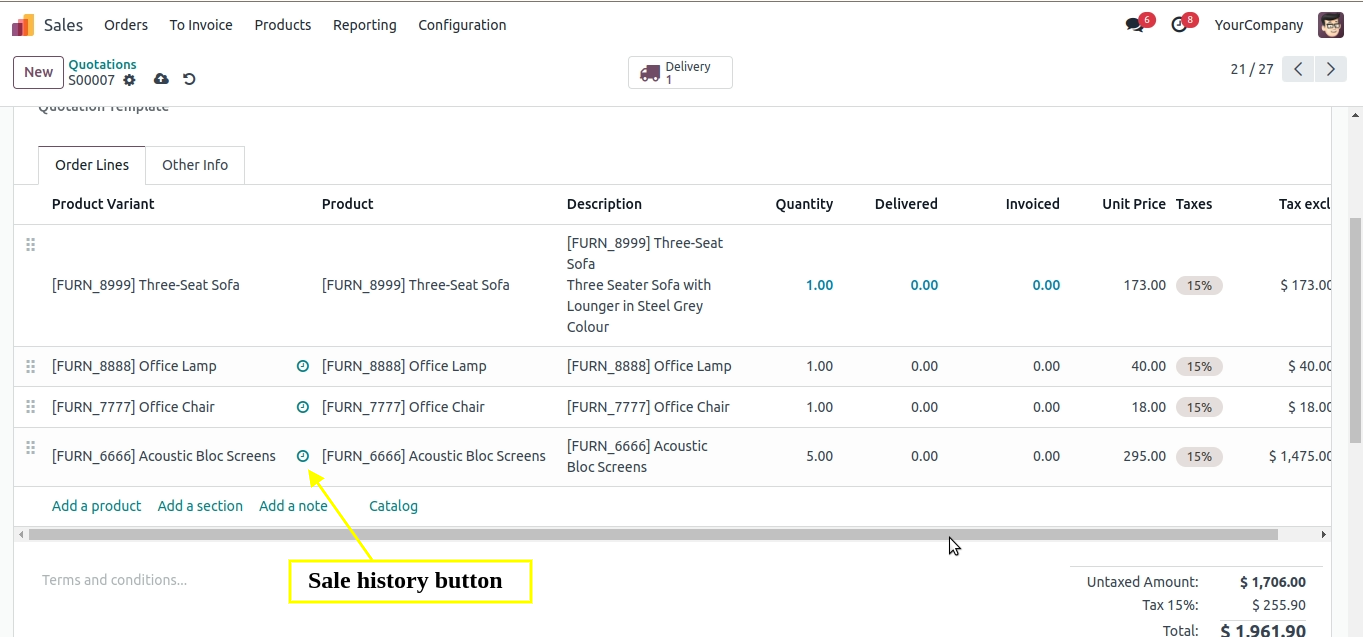 Sales Orders To Invoice Products Reporting Configuration 6 8 YourCompany
New Quotations Delivery 21 / 27
S00007 1
Quotation Template
Order Lines Other Info
Product Variant Product Description Quantity Delivered Invoiced Unit Price Taxes Tax excl
[FURN_8999] Three-Seat
Sofa
[FURN_8999] Three-Seat Sofa [FURN_8999] Three-Seat Sofa Three Seater Sofa with 1.00 0.00 0.00 173.00 15% $ 173.00
Lounger in Steel Grey
Colour
[FURN_8888] Office Lamp [FURN_8888] Office Lamp [FURN_8888] Office Lamp 1.00 0.00 0.00 40.00 15% $ 40.00
[FURN_7777] Office Chair [FURN_7777] Office Chair [FURN_7777] Office Chair 1.00 0.00 0.00 18.00 15% $ 18.00
[FURN_6666] Acoustic Bloc Screens [FURN_6666] Acoustic Bloc Screens [FURN_6666] Acoustic 5.00 0.00 0.00 295.00 15% $ 1,475.00
Bloc Screens
Add a product Add a section Add a note Catalog
Sale history button
Terms and conditions...
Untaxed Amount: $ 1,706.00
Tax 15%: $ 255.90
Total: $ 1,961.90